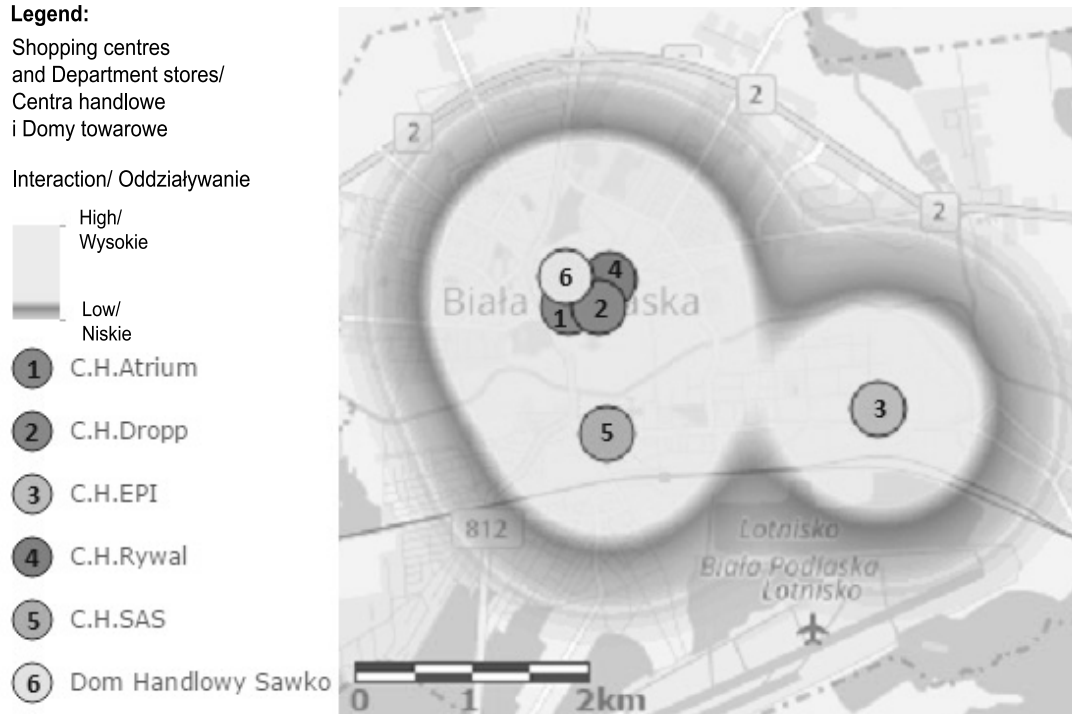 Legend:
Shopping centres
and Department stores/
Centra handlowe
i Domy towarowe
Interaction/ Oddziaływanie
High/
Wysokie
Low/
Niskie
1 C.H.Atrium
2 C.H.Dropp
3 C.H.EPI
4 C.H.Rywal
5 C.H.SAS
6 Dom Handlowy Sawko
2
2
2
6
4
Biała
aska
1
2
3
5
812
Lotnisko
Biała Podlaska
Lotnisko
0 1 2km